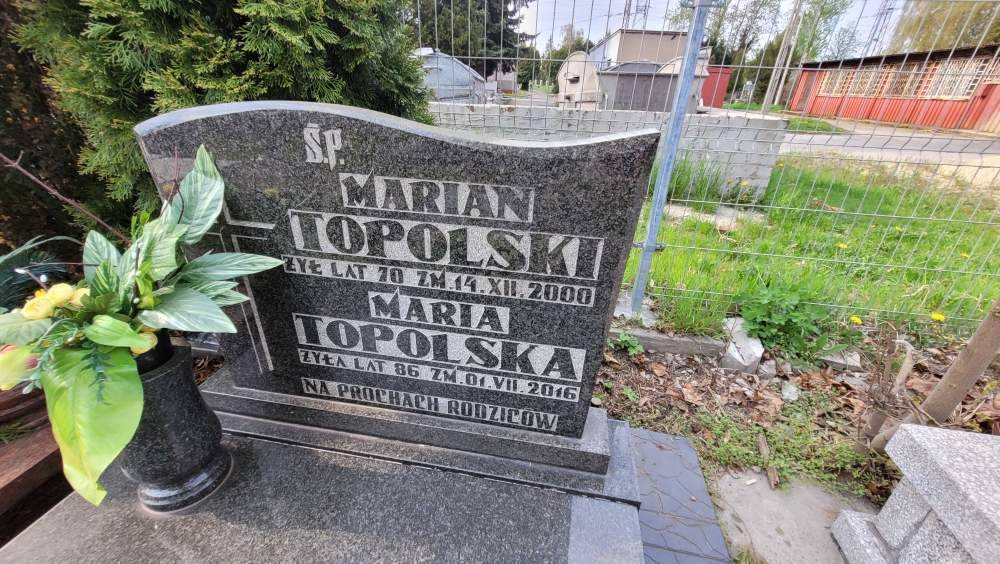 Ś.P.
MARIAN
TOPOLSKI
ŻYŁ LAT 70 ZM.14.XII.2000
MARIA
TOPOLSKA
ŻYŁA LAT 86 ZM.01.VII.2016
NA PROCHACH RODZICÓW